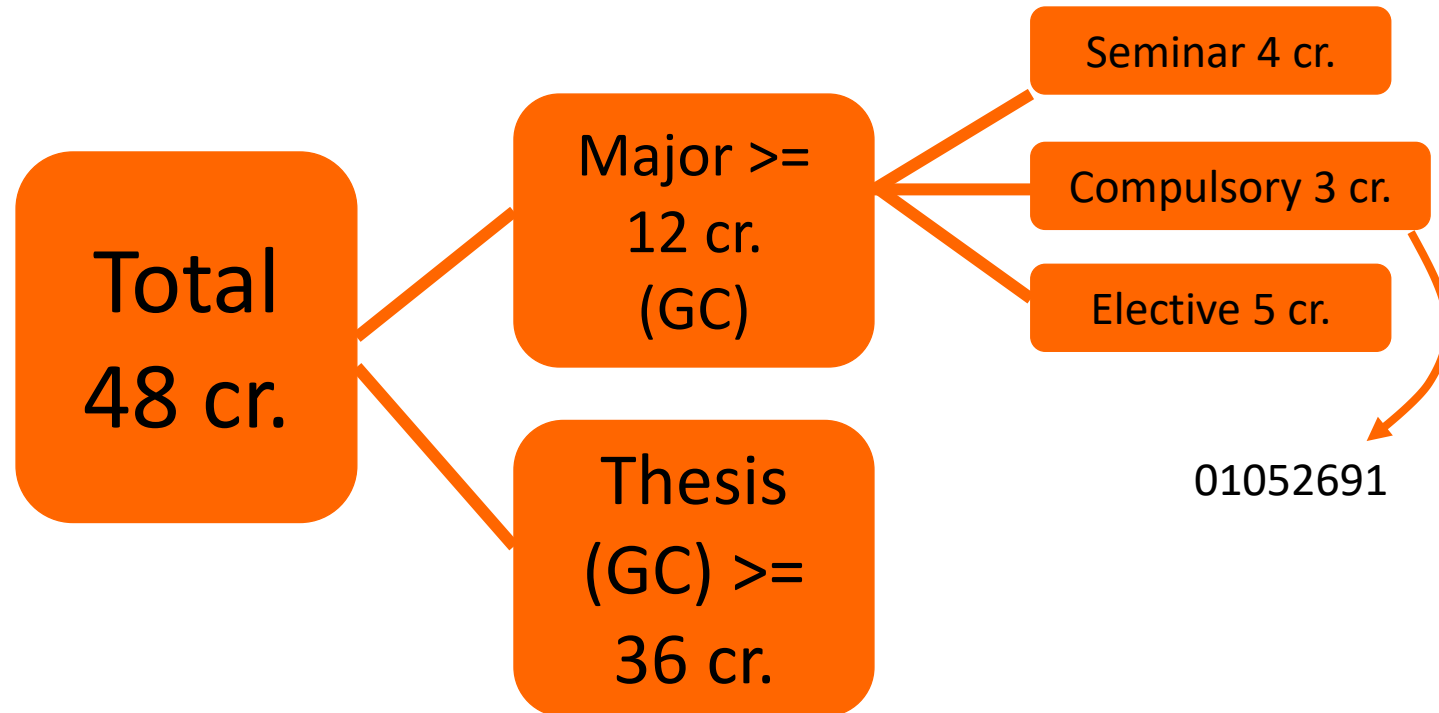 Total
48 cr.
Major >=
12 cr.
(GC)
Thesis
(GC) >=
36 cr.
Seminar 4 cr.
Compulsory 3 cr.
Elective 5 cr.
01052691